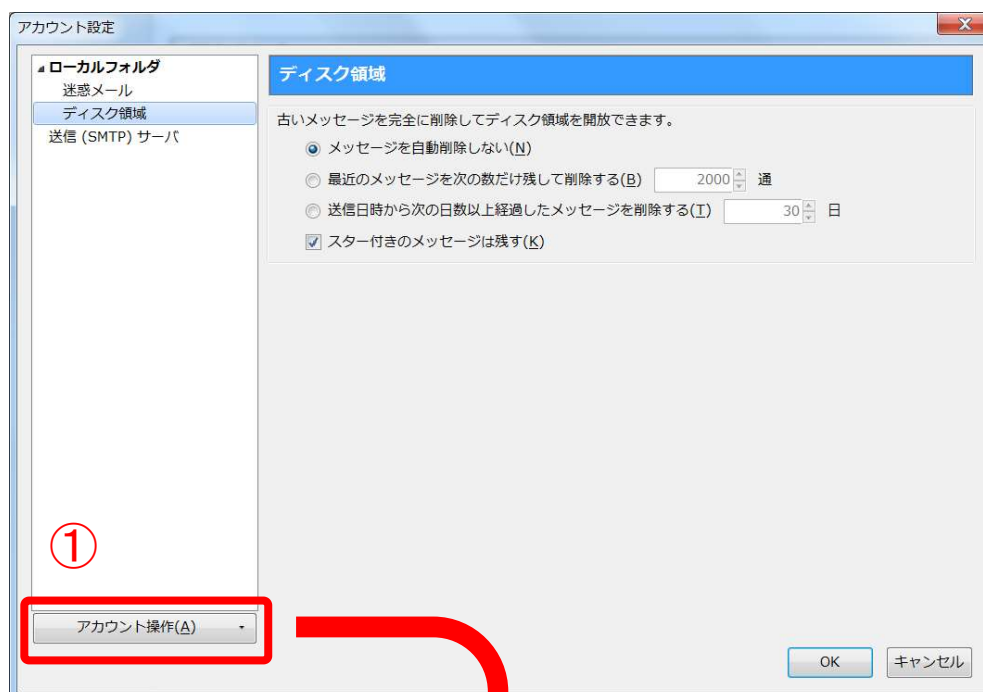 アカウント設定
ローカルフォルダ
迷惑メール
ディスク領域
送信 (SMTP) サーバ
ディスク領域
古いメッセージを完全に削除してディスク領域を開放できます。
メッセージを自動削除しない(N)
最近のメッセージを次の数だけ残して削除する(B) 2000 通
送信日時から次の日数以上経過したメッセージを削除する(T) 30 日
スター付きのメッセージは残す(K)
①
アカウント操作(A)
OK キャンセル